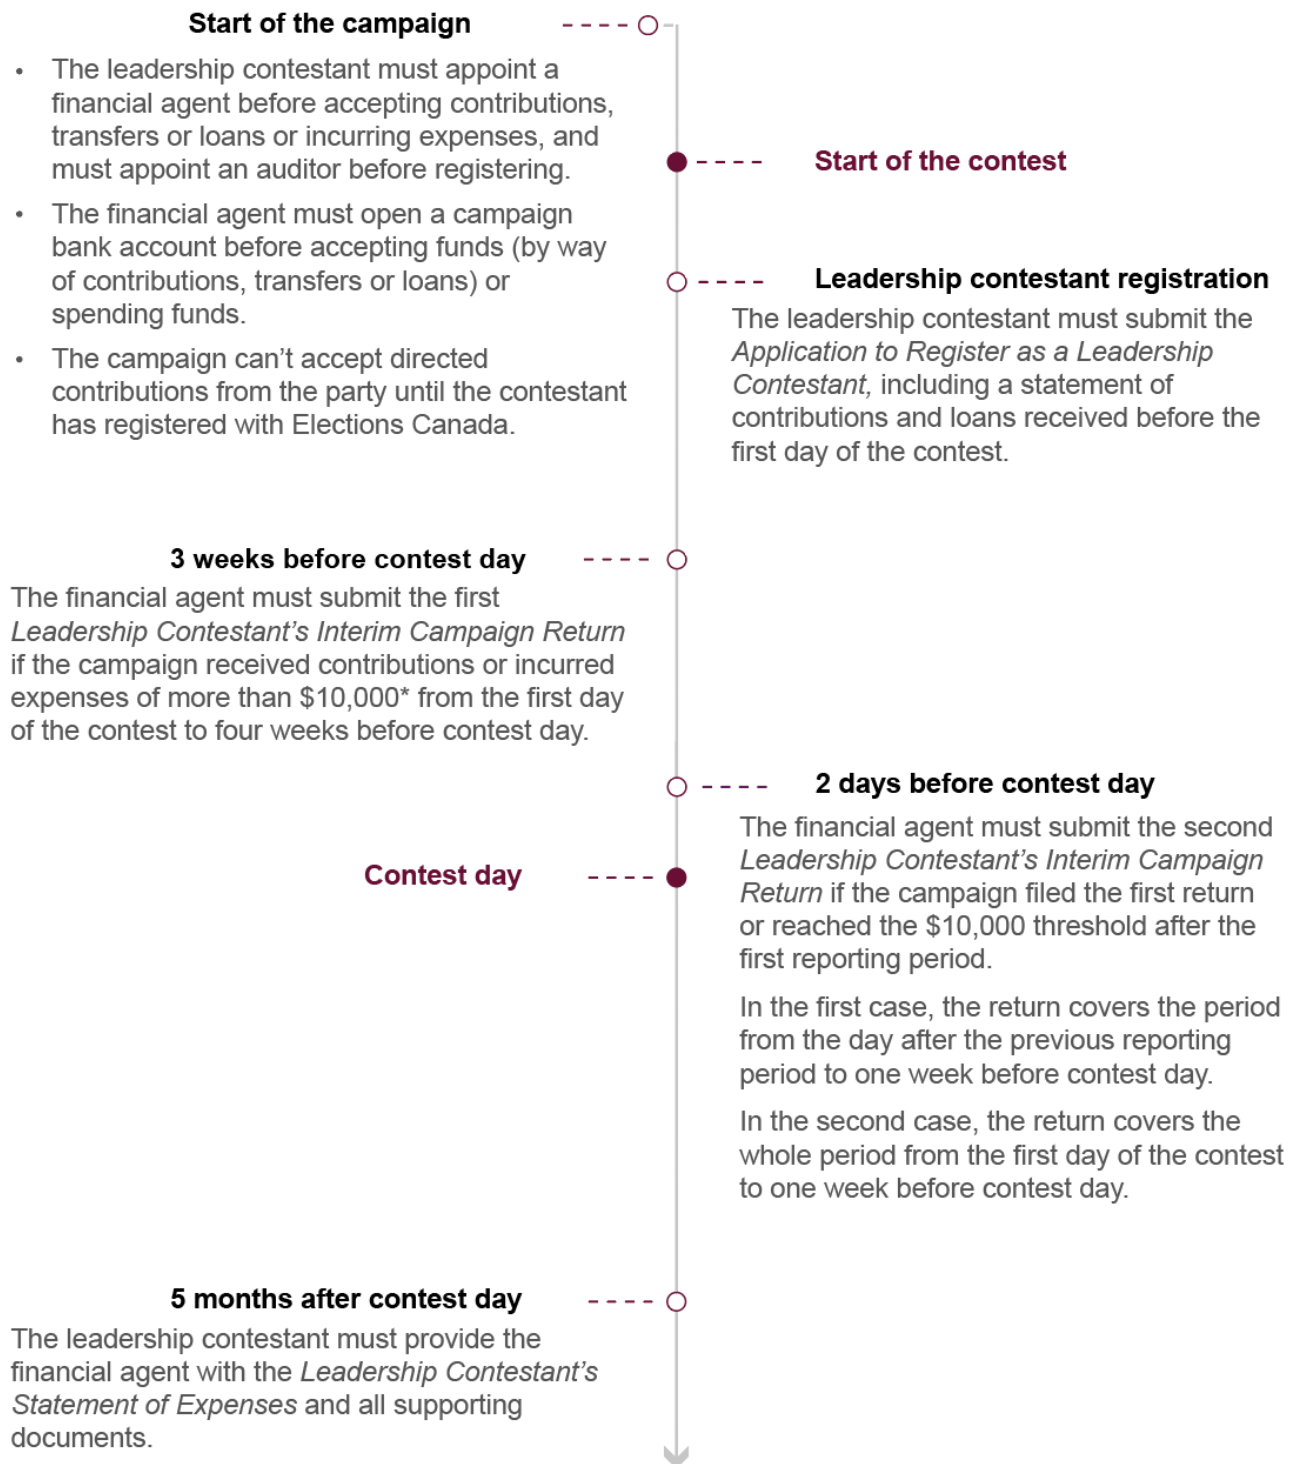 Start of the campaign
• The leadership contestant must appoint a
financial agent before accepting contributions,
transfers or loans or incurring expenses, and
must appoint an auditor before registering.
• The financial agent must open a campaign
bank account before accepting funds (by way
of contributions, transfers or loans) or
spending funds.
• The campaign can’t accept directed
contributions from the party until the contestant
has registered with Elections Canada.
Start of the contest
Leadership contestant registration
The leadership contestant must submit the
Application to Register as a Leadership
Contestant, including a statement of
contributions and loans received before the
first day of the contest.
3 weeks before contest day
The financial agent must submit the first
Leadership Contestant’s Interim Campaign Return
if the campaign received contributions or incurred
expenses of more than $10,000* from the first day
of the contest to four weeks before contest day.
2 days before contest day
The financial agent must submit the second
Leadership Contestant’s Interim Campaign
Return if the campaign filed the first return
or reached the $10,000 threshold after the
first reporting period.
In the first case, the return covers the period
from the day after the previous reporting
period to one week before contest day.
In the second case, the return covers the
whole period from the first day of the contest
to one week before contest day.
Contest day
5 months after contest day
The leadership contestant must provide the
financial agent with the Leadership Contestant’s
Statement of Expenses and all supporting
documents.